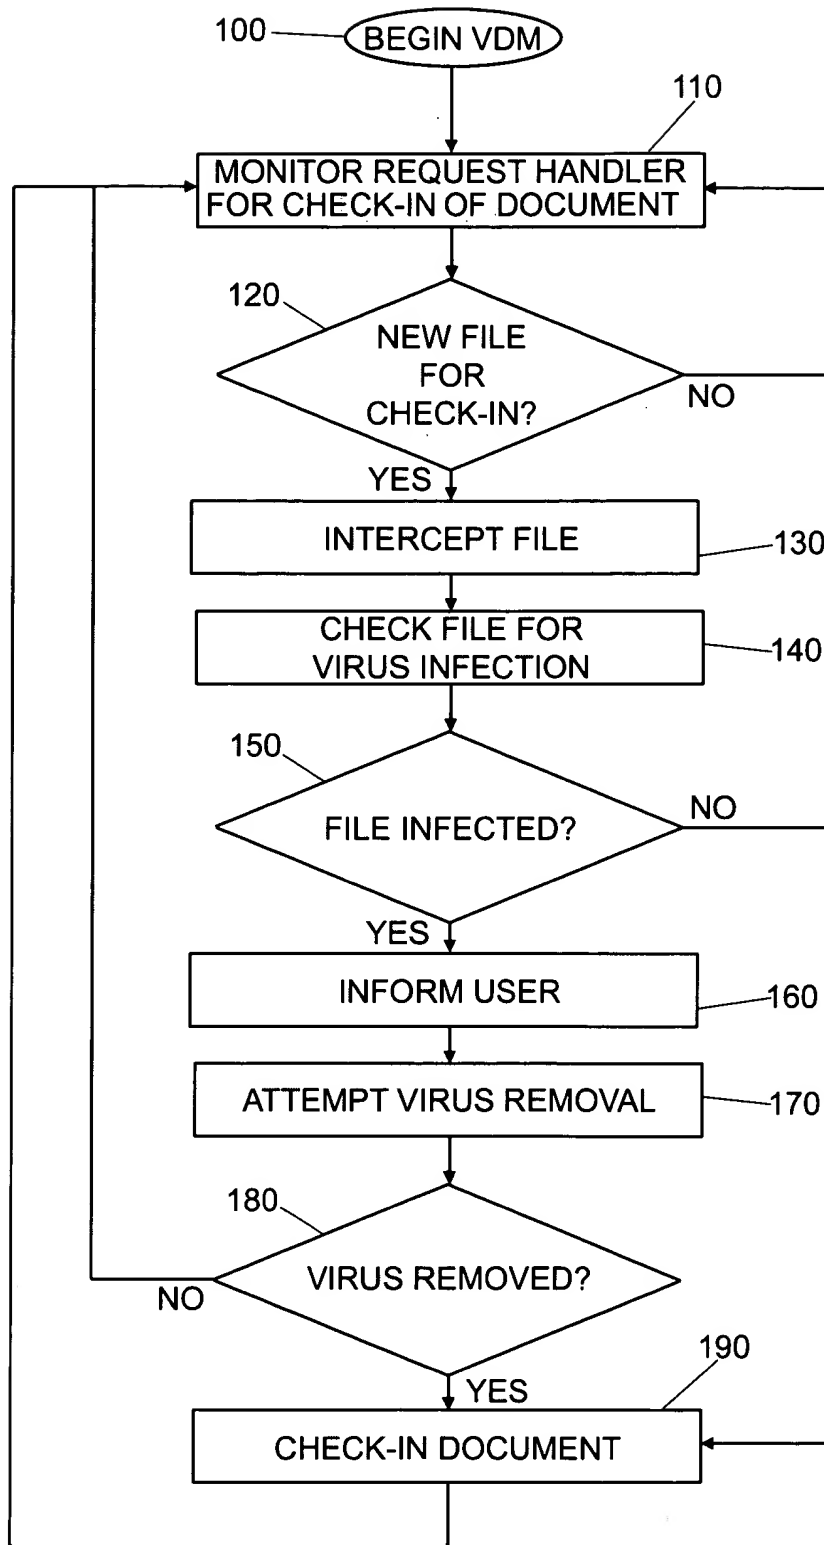 100
BEGIN VDM
110
MONITOR REQUEST HANDLER
FOR CHECK-IN OF DOCUMENT
120
NEW FILE
FOR
CHECK-IN?
NO
YES
INTERCEPT FILE
130
CHECK FILE FOR
VIRUS INFECTION
140
150
FILE INFECTED?
NO
YES
INFORM USER
160
ATTEMPT VIRUS REMOVAL
170
180
VIRUS REMOVED?
NO
YES
190
CHECK-IN DOCUMENT